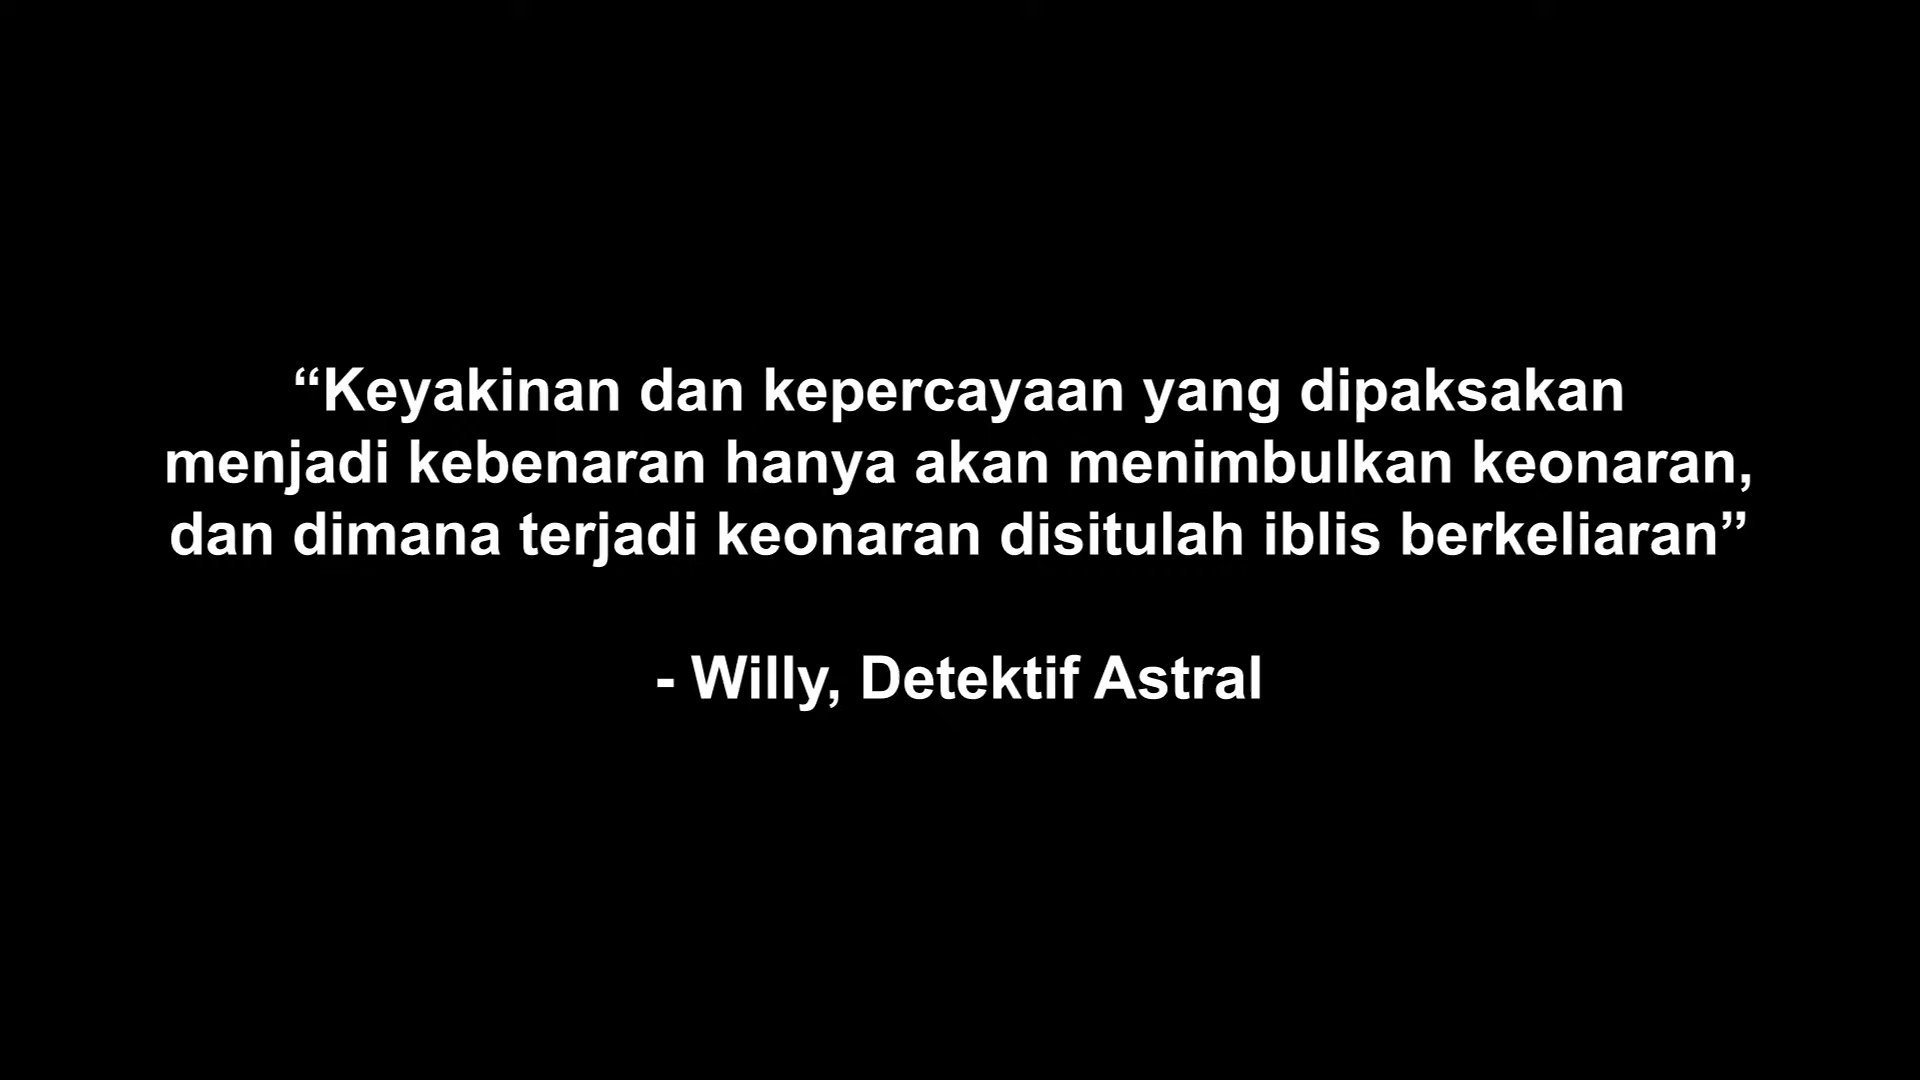 “Keyakinan dan kepercayaan yang dipaksakan
menjadi kebenaran hanya akan menimbulkan keonaran,
dan dimana terjadi keonaran disitulah iblis berkeliaran”
- Willy, Detektif Astral